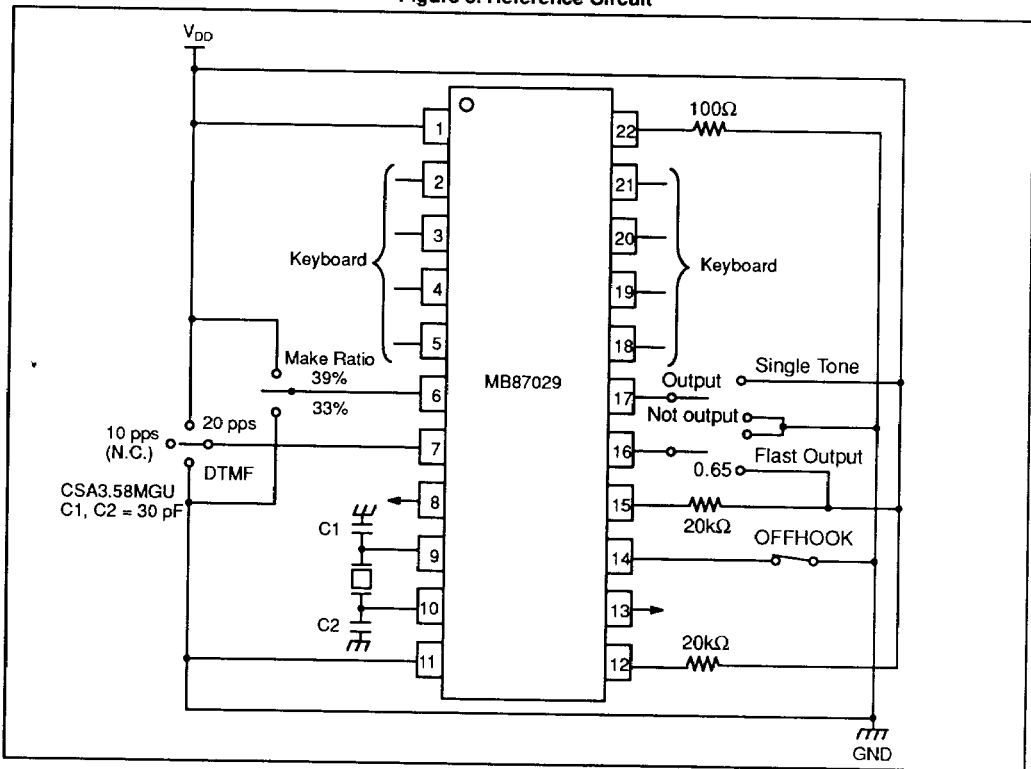 Figure 3. Reference Circuit
VDD
100Ω
1
2
3
4
5
6
7
8
9
10
11
22
21
20
19
18
17
16
15
14
13
12
Keyboard
Keyboard
MB87029
Make Ratio
39%
33%
20 pps
10 pps
(N.C.)
DTMF
CSA3.58MGU
C1, C2 = 30 pF
C1
C2
Output
Single Tone
Not output
Flast Output
0.65
20kΩ
OFFHOOK
20kΩ
GND